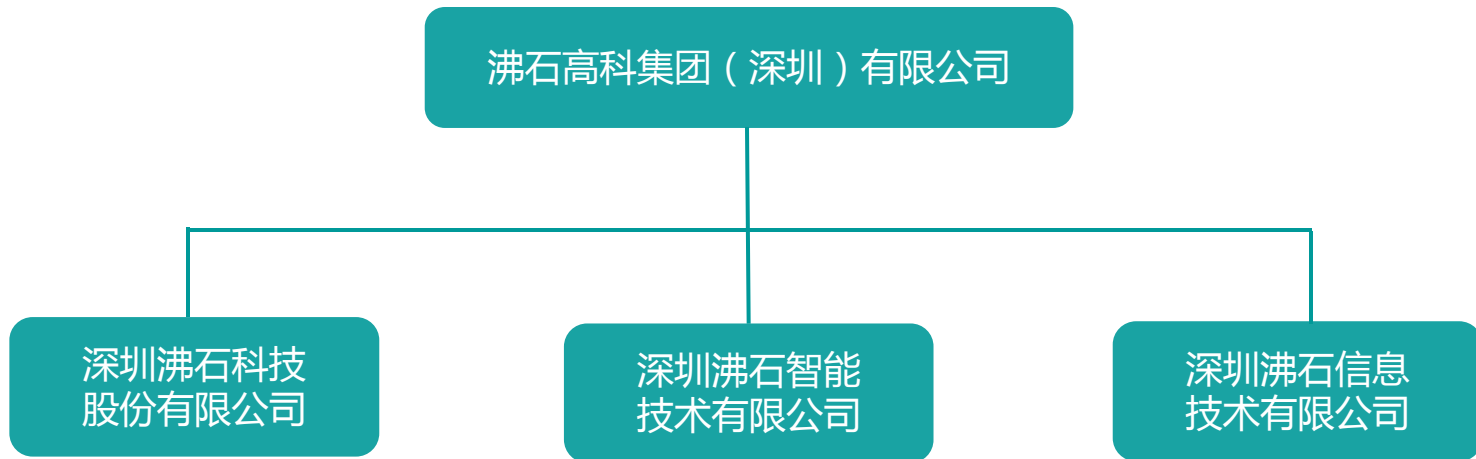 沸石高科集团（深圳）有限公司
深圳沸石科技
股份有限公司
深圳沸石智能
技术有限公司
深圳沸石信息
技术有限公司